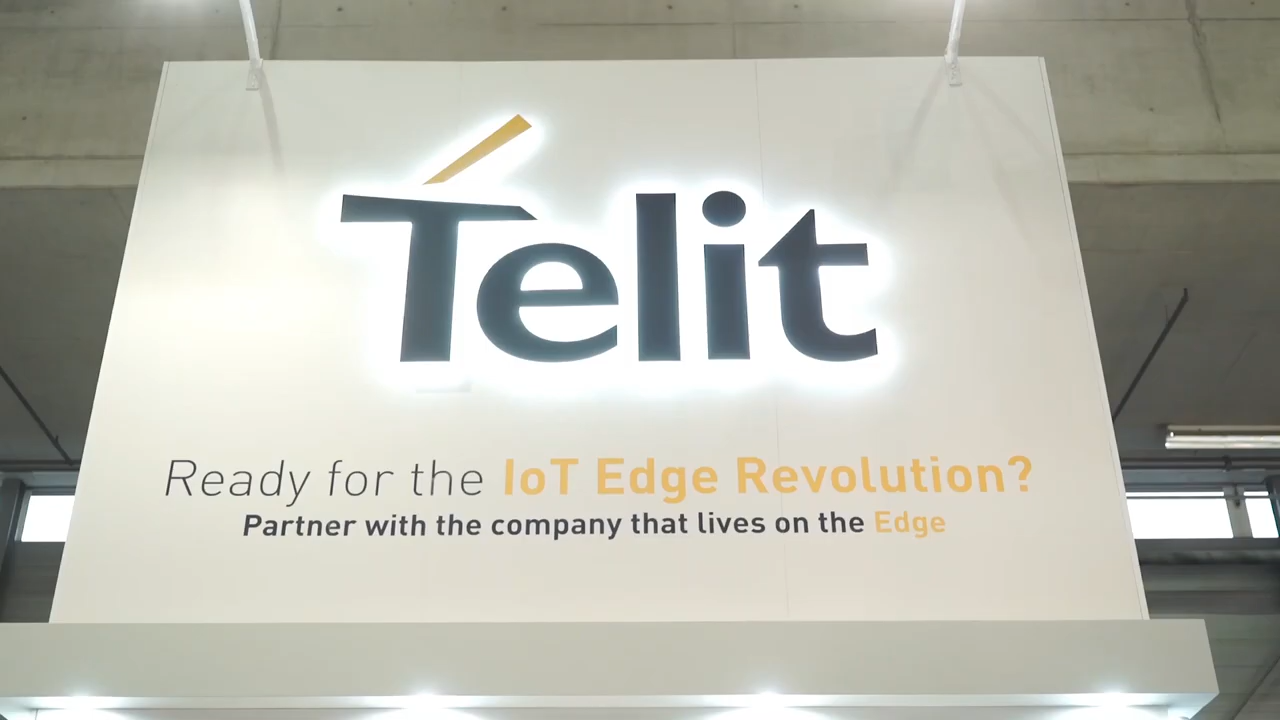 Telit
Ready for the IoT Edge Revolution?
Partner with the company that lives on the Edge